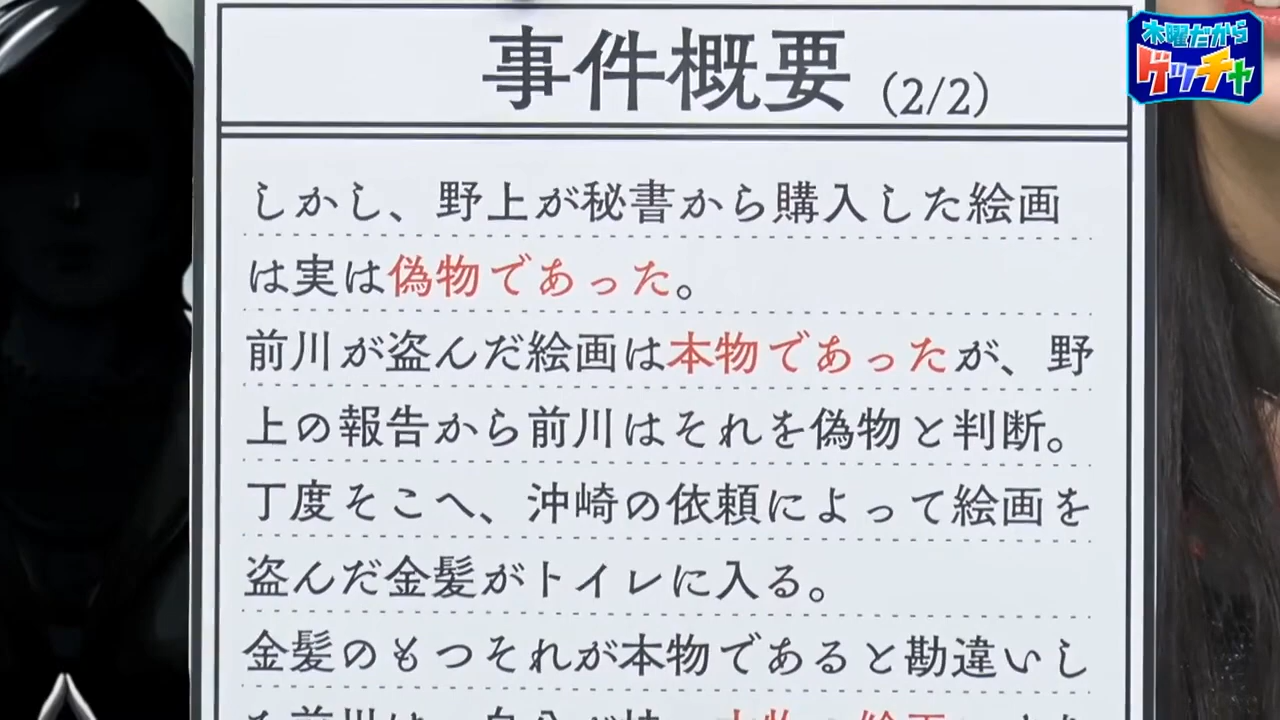 事件概要 (2/2)
木曜だから
ゲッチャ
しかし、野上が秘書から購入した絵画
は実は偽物であった。
前川が盗んだ絵画は本物であったが、野
上の報告から前川はそれを偽物と判断。
丁度そこへ、沖崎の依頼によって絵画を
盗んだ金髪がトイレに入る。
金髪のもつそれが本物であると勘違いし